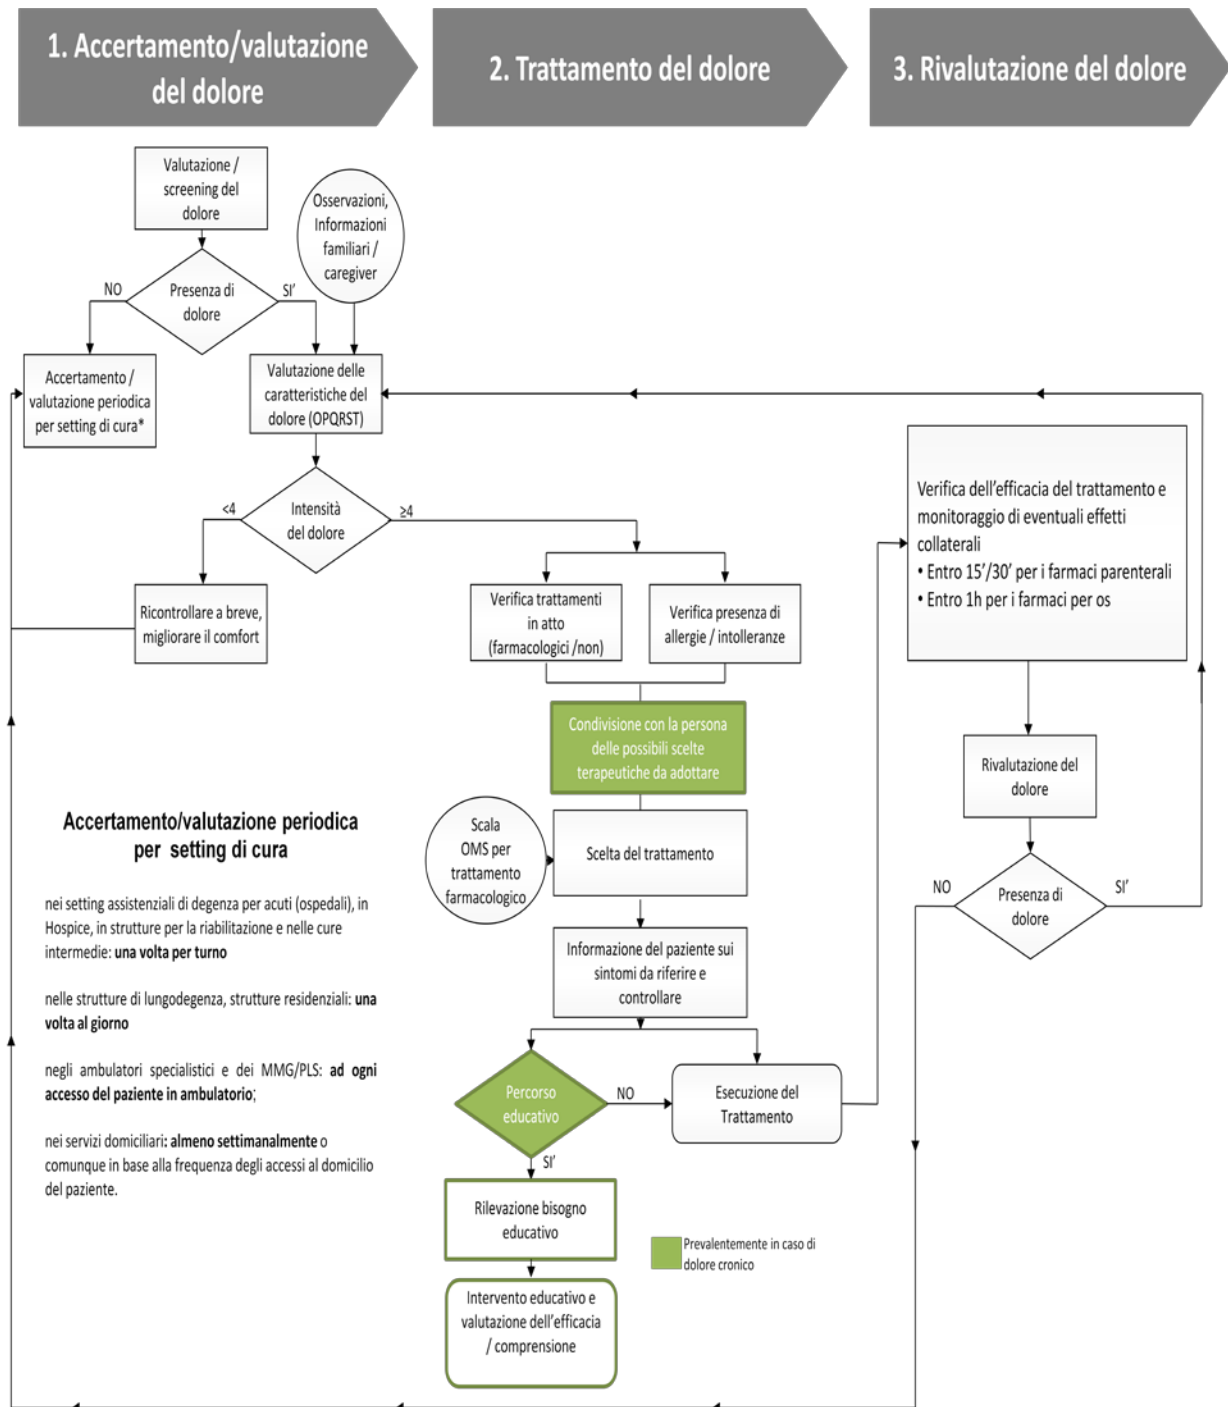 1. Accertamento/valutazione
del dolore
2. Trattamento del dolore
3. Rivalutazione del dolore
Valutazione /
screening del
dolore
Osservazioni,
Informazioni
familiari /
caregiver
NO
Presenza di
dolore
SI’
Accertamento /
valutazione periodica
per setting di cura*
Valutazione delle
caratteristiche del
dolore (OPQRST)
<4
Intensità
del dolore
≥4
Ricontrollare a breve,
migliorare il comfort
Verifica trattamenti
in atto
(farmacologici /non)
Verifica presenza di
allergie / intolleranze
Condivisione con la persona
delle possibili scelte
terapeutiche da adottare
Scala
OMS per
trattamento
farmacologico
Scelta del trattamento
Informazione del paziente sui
sintomi da riferire e
controllare
Percorso
educativo
NO
SI’
Esecuzione del
Trattamento
Rilevazione bisogno
educativo
Intervento educativo e
valutazione dell’efficacia
/ comprensione
Prevalentemente in caso di
dolore cronico
Verifica dell’efficacia del trattamento e
monitoraggio di eventuali effetti
collaterali
• Entro 15’/30’ per i farmaci parenterali
• Entro 1h per i farmaci per os
Rivalutazione del
dolore
NO
Presenza di
dolore
SI’
Accertamento/valutazione periodica
per setting di cura
nei setting assistenziali di degenza per acuti (ospedali), in
Hospice, in strutture per la riabilitazione e nelle cure
intermedie: una volta per turno
nelle strutture di lungodegenza, strutture residenziali: una
volta al giorno
negli ambulatori specialistici e dei MMG/PLS: ad ogni
accesso del paziente in ambulatorio;
nei servizi domiciliari: almeno settimanalmente o
comunque in base alla frequenza degli accessi al domicilio
del paziente.